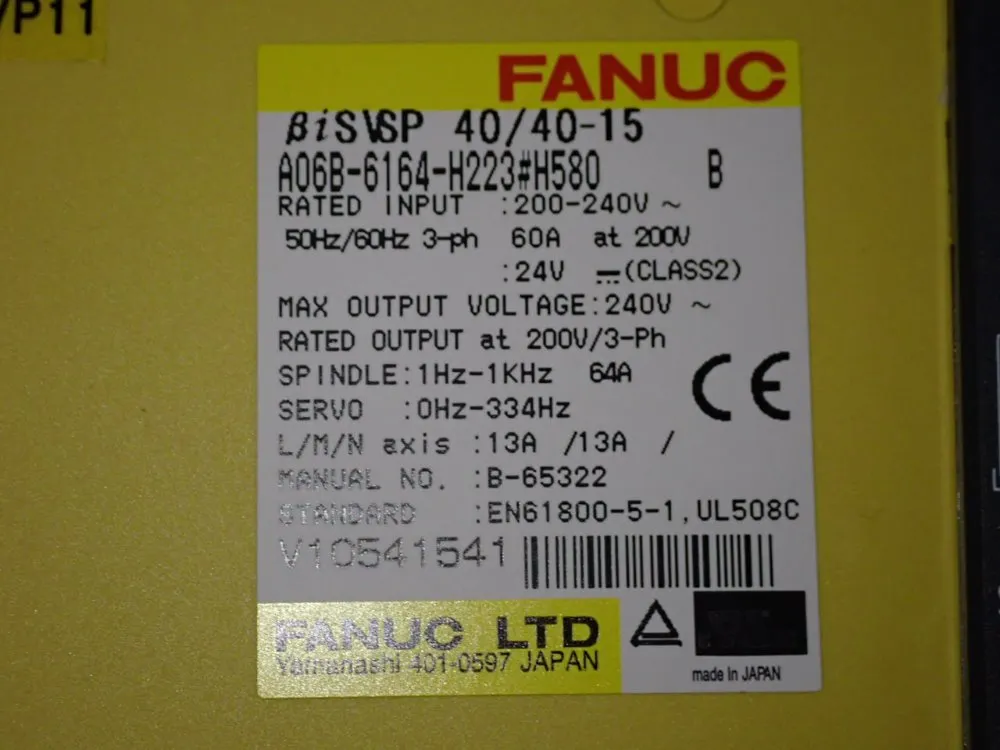 /P11
FANUC
βiSVSP 40/40-15
A06B-6164-H223#H580 B
RATED INPUT :200-240V ~
50Hz/60Hz 3-ph 60A at 200V
:24V ⎓(CLASS2)
MAX OUTPUT VOLTAGE:240V ~
RATED OUTPUT at 200V/3-Ph
SPINDLE:1Hz-1KHz 64A
SERVO :0Hz-334Hz
L/M/N axis :13A /13A /
CE
MANUAL NO. :B-65322
STANDARD :EN61800-5-1,UL508C
V10541541
FANUC LTD
Yamanashi 401-0597 JAPAN
made in JAPAN